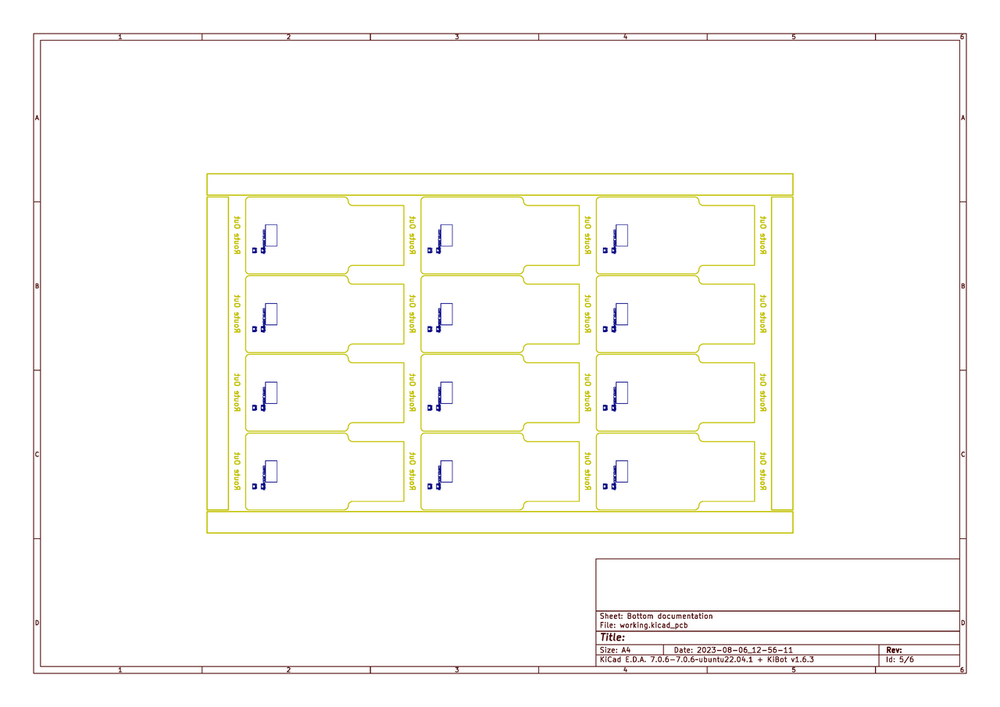 1 2 3 4 5 6
A A
Route Out Route Out Route Out Route Out
B B
Route Out Route Out Route Out Route Out
Route Out Route Out Route Out Route Out
C C
Route Out Route Out Route Out Route Out
Sheet: Bottom documentation
File: working.kicad_pcb
D D
Title:
Size: A4 Date: 2023-08-06_12-56-11 Rev:
KiCad E.D.A. 7.0.6-7.0.6~ubuntu22.04.1 + KiBot v1.6.3 Id: 5/6
1 2 3 4 5 6